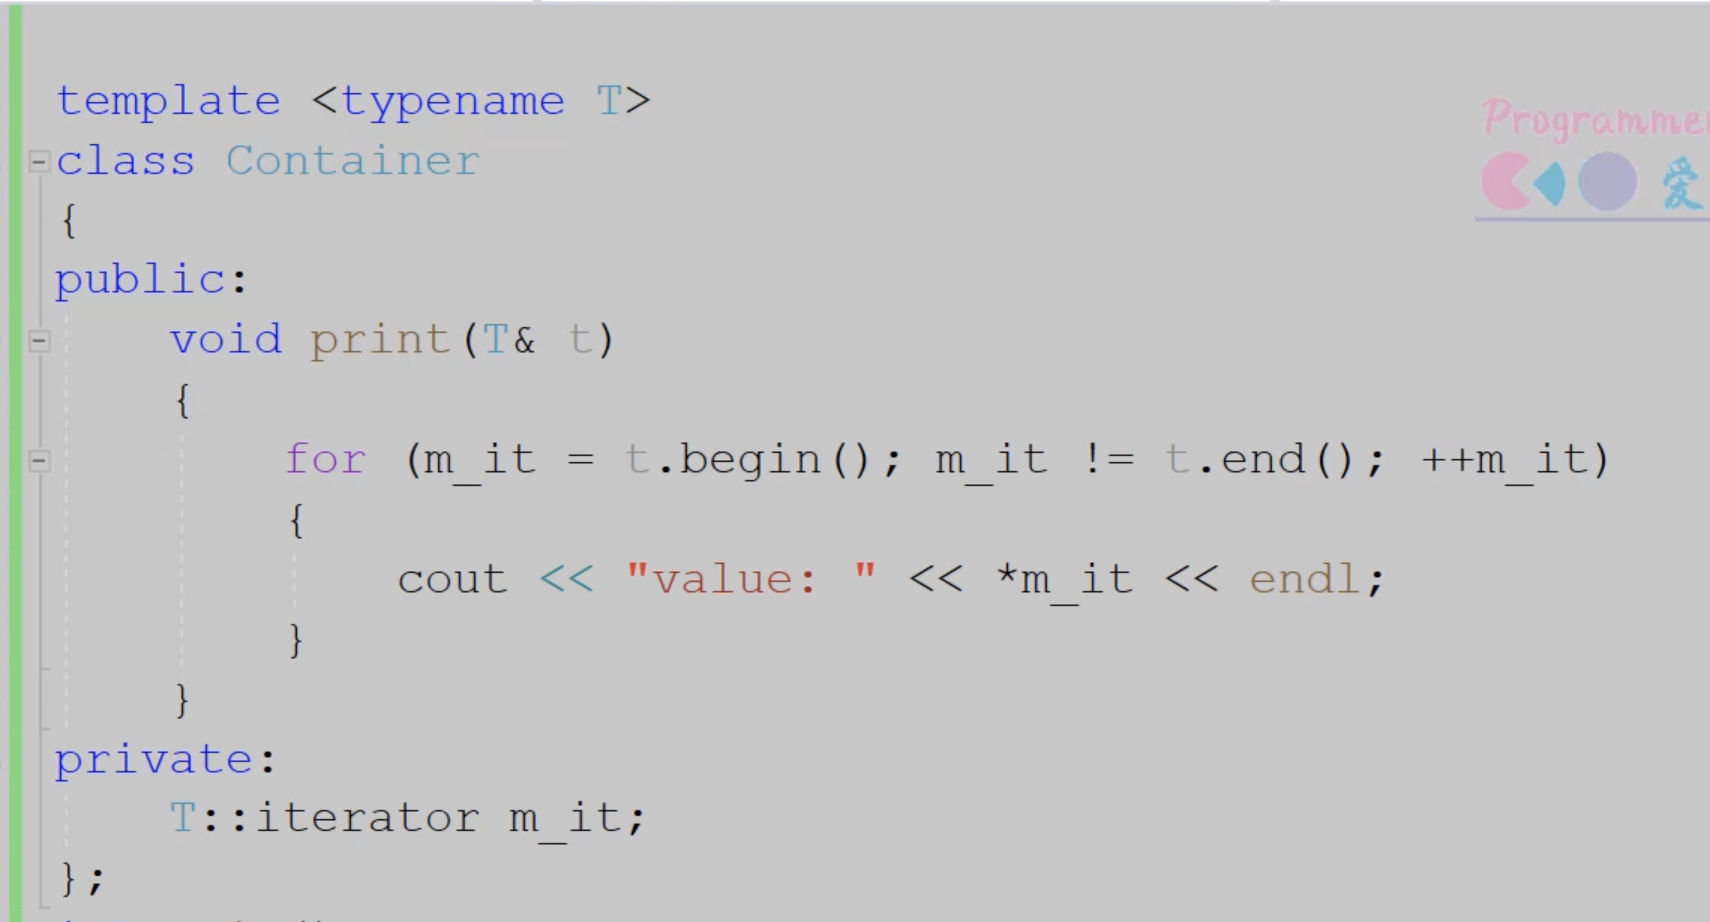 template <typename T>
class Container
{
public:
    void print(T& t)
    {
        for (m_it = t.begin(); m_it != t.end(); ++m_it)
        {
            cout << "value: " << *m_it << endl;
        }
    }
private:
    T::iterator m_it;
};
爱